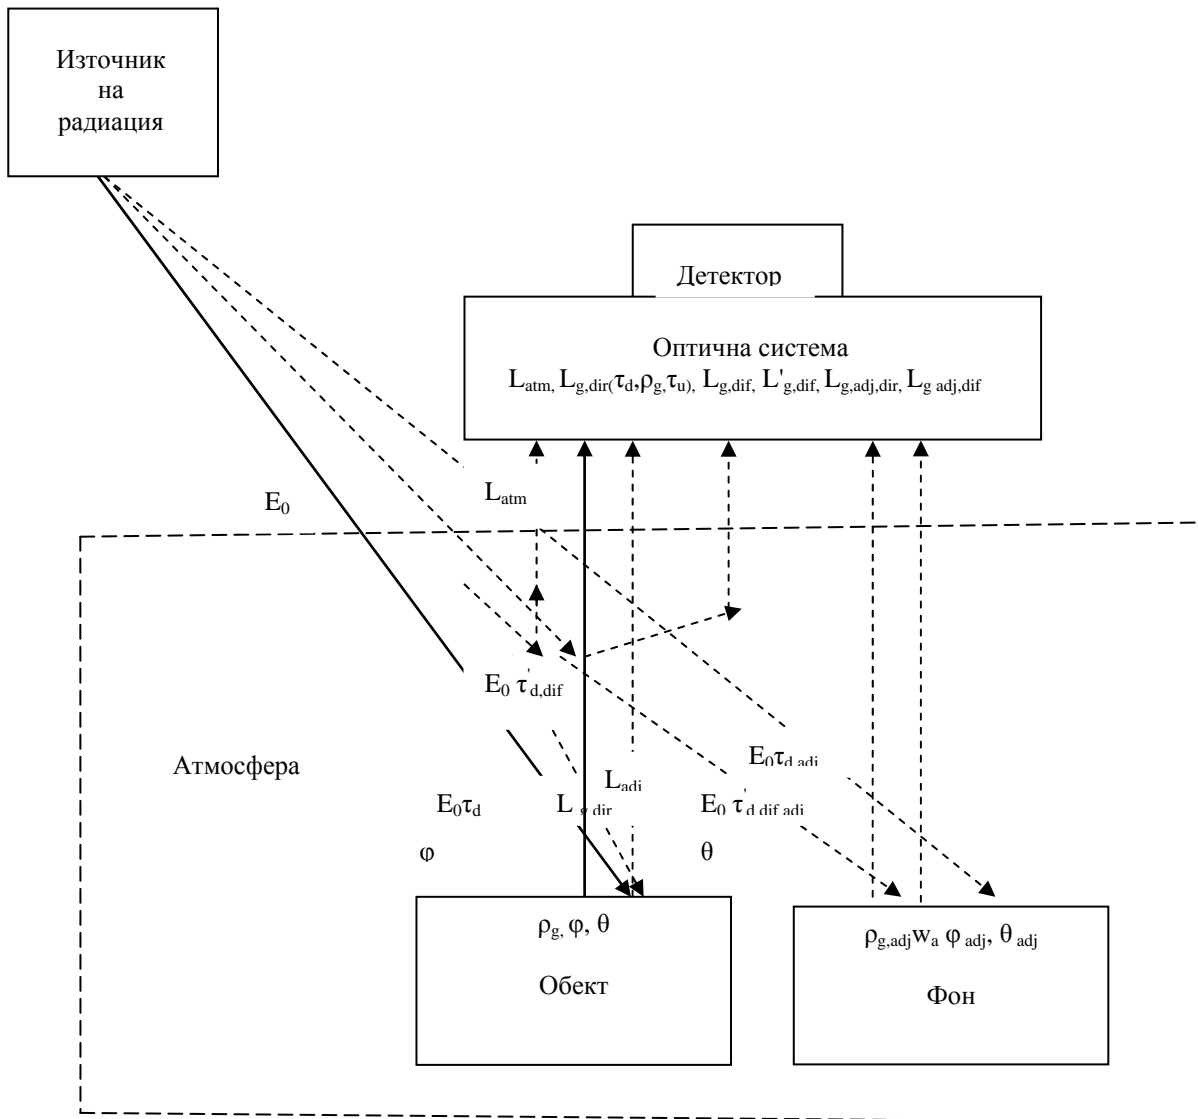 Източник
на
радиация
Детектор
Оптична система
L_atm, L_g,dir(τ_d,ρ_g,τ_u), L_g,dif, L'_g,dif, L_g,adj,dir, L_g adj,dif
L_atm
E_0
E_0 τ'_d,dif
E_0τ_d,adj
Атмосфера
L_adj
E_0τ_d
L_g,dir
E_0 τ'_d,dif,adj
φ
θ
ρ_g, φ, θ
Обект
ρ_g,adj w_a φ_adj, θ_adj
Фон